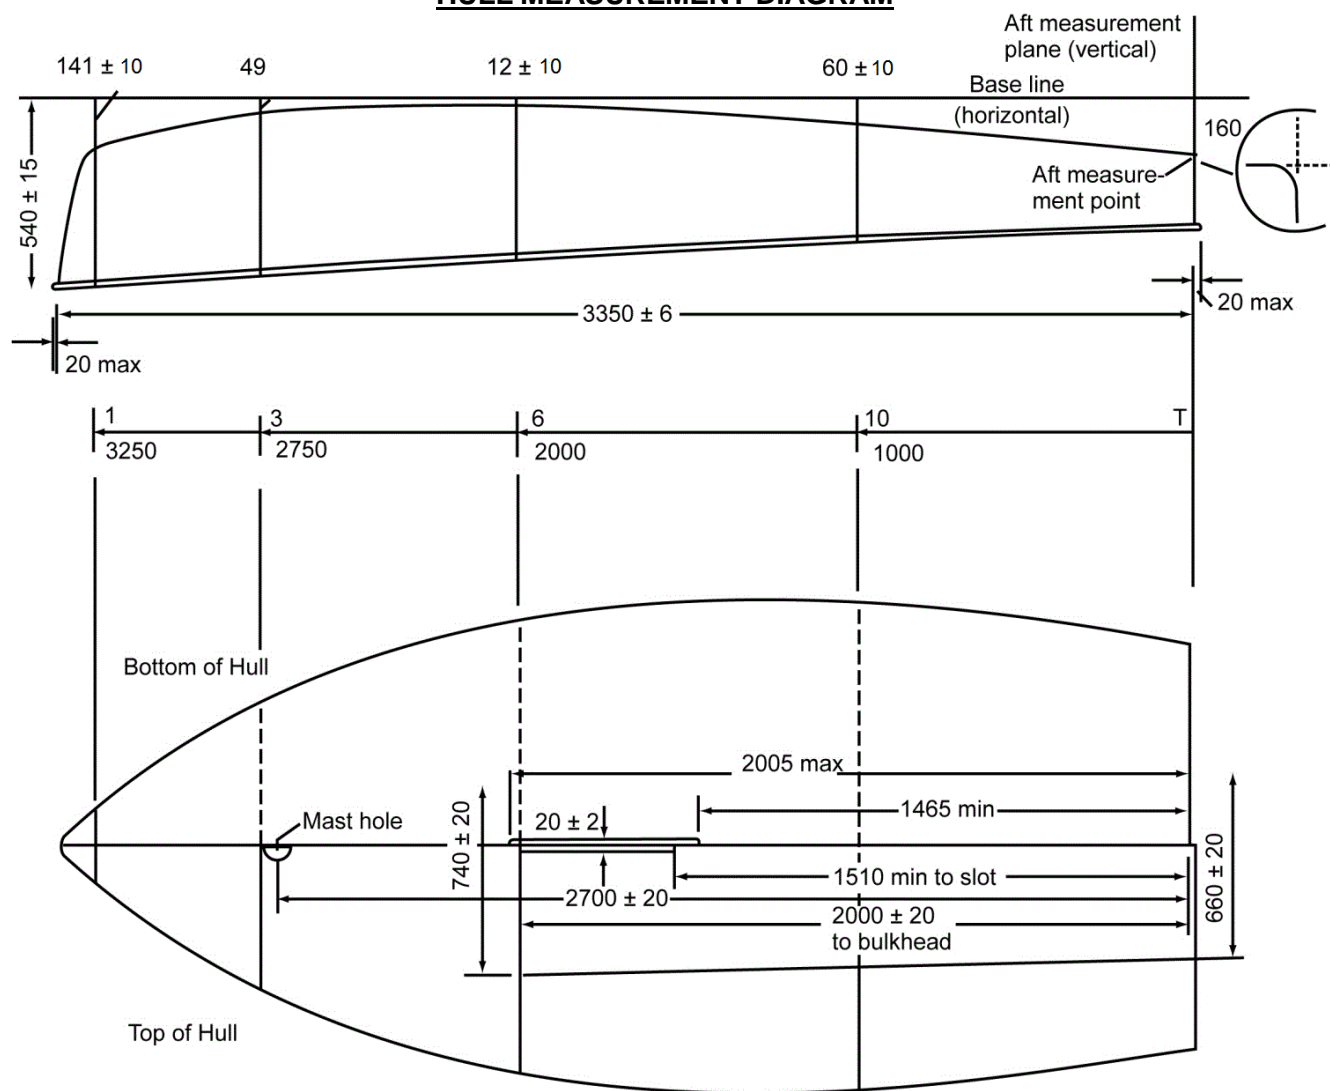 HULL MEASUREMENT DIAGRAM
Aft measurement
plane (vertical)
141 ± 10
49
12 ± 10
60 ± 10
Base line
(horizontal)
160
540 ± 15
Aft measure-
ment point
3350 ± 6
20 max
20 max
1
3
6
10
T
3250
2750
2000
1000
Bottom of Hull
2005 max
1465 min
Mast hole
20 ± 2
740 ± 20
1510 min to slot
660 ± 20
2700 ± 20
2000 ± 20
to bulkhead
Top of Hull